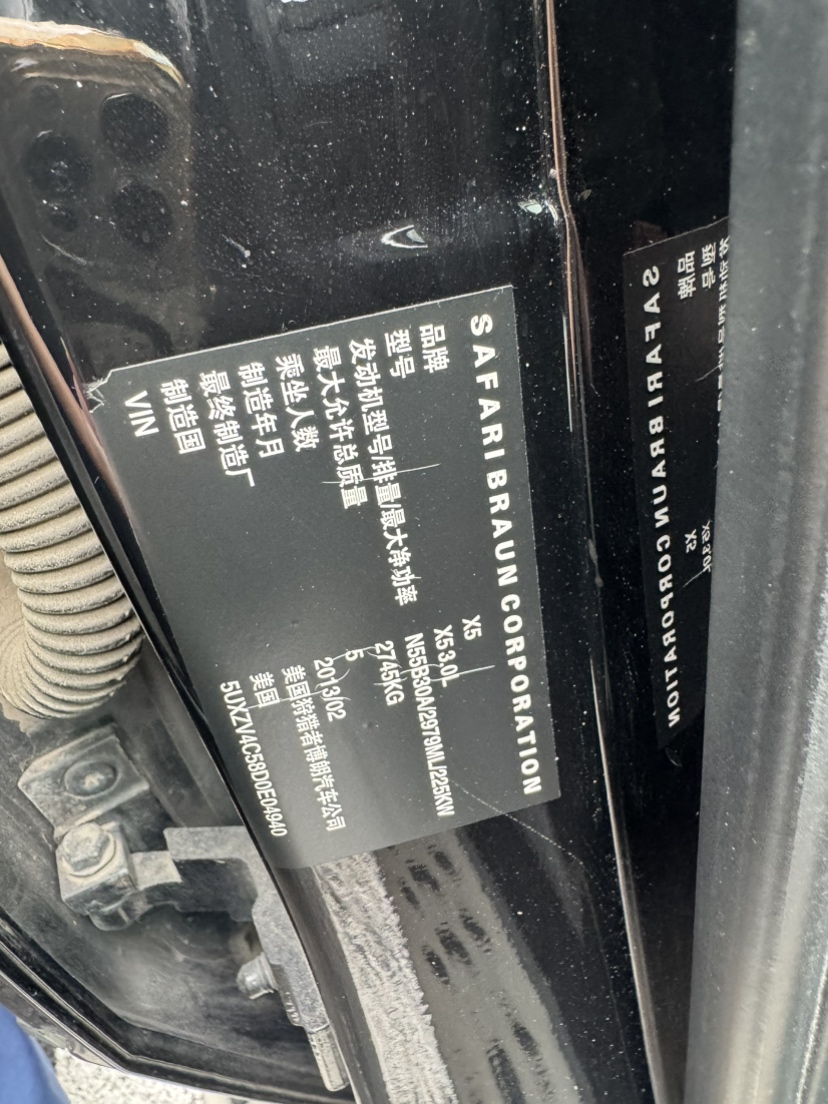 SAFARI BRAUN CORPORATION
品牌 X5
型号 X5 3.0L
发动机型号/排量/最大净功率 N55B30A/2979ML/225KW
最大允许总质量 2745KG
乘坐人数 5
制造年月 2013/02
最终制造厂 美国狩猎者博朗汽车公司
制造国 美国
VIN 5UXZV4C58D0E04940
SAFARI BRAUN CORPORATION
品牌 X5
型号 X5 3.0L